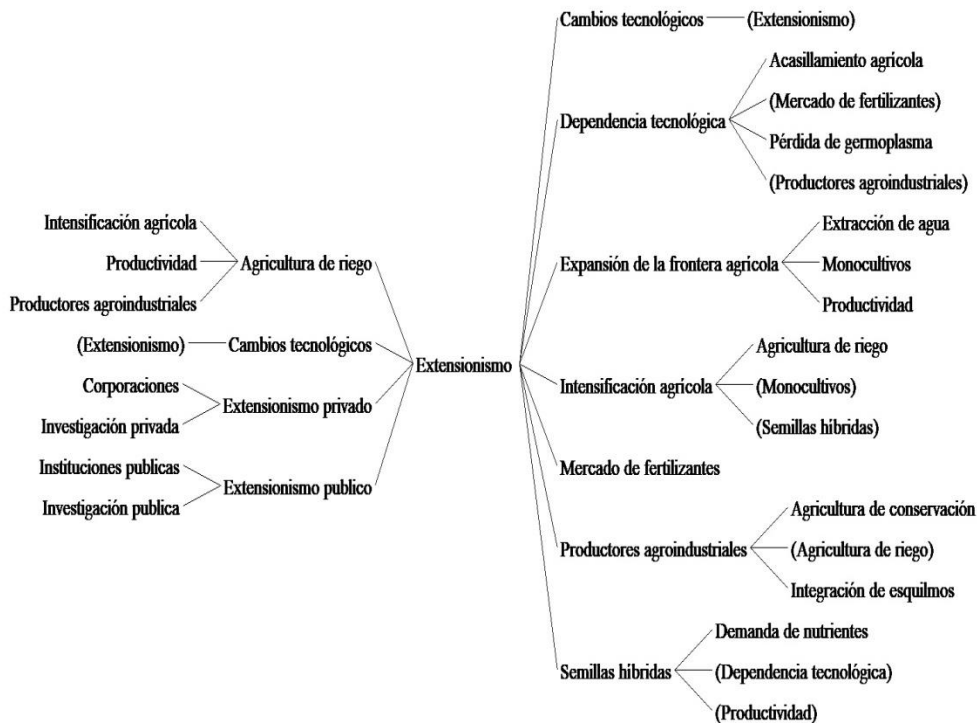 Cambios tecnológicos
(Extensionismo)
Dependencia tecnológica
Acasillamiento agrícola
(Mercado de fertilizantes)
Pérdida de germoplasma
(Productores agroindustriales)
Intensificación agrícola
Productividad
Productores agroindustriales
Agricultura de riego
(Extensionismo)
Cambios tecnológicos
Corporaciones
Investigación privada
Extensionismo privado
Instituciones publicas
Investigación publica
Extensionismo publico
Extensionismo
Expansión de la frontera agrícola
Extracción de agua
Monocultivos
Productividad
Intensificación agrícola
Agricultura de riego
(Monocultivos)
(Semillas híbridas)
Mercado de fertilizantes
Productores agroindustriales
Agricultura de conservación
(Agricultura de riego)
Integración de esquilmos
Semillas híbridas
Demanda de nutrientes
(Dependencia tecnológica)
(Productividad)